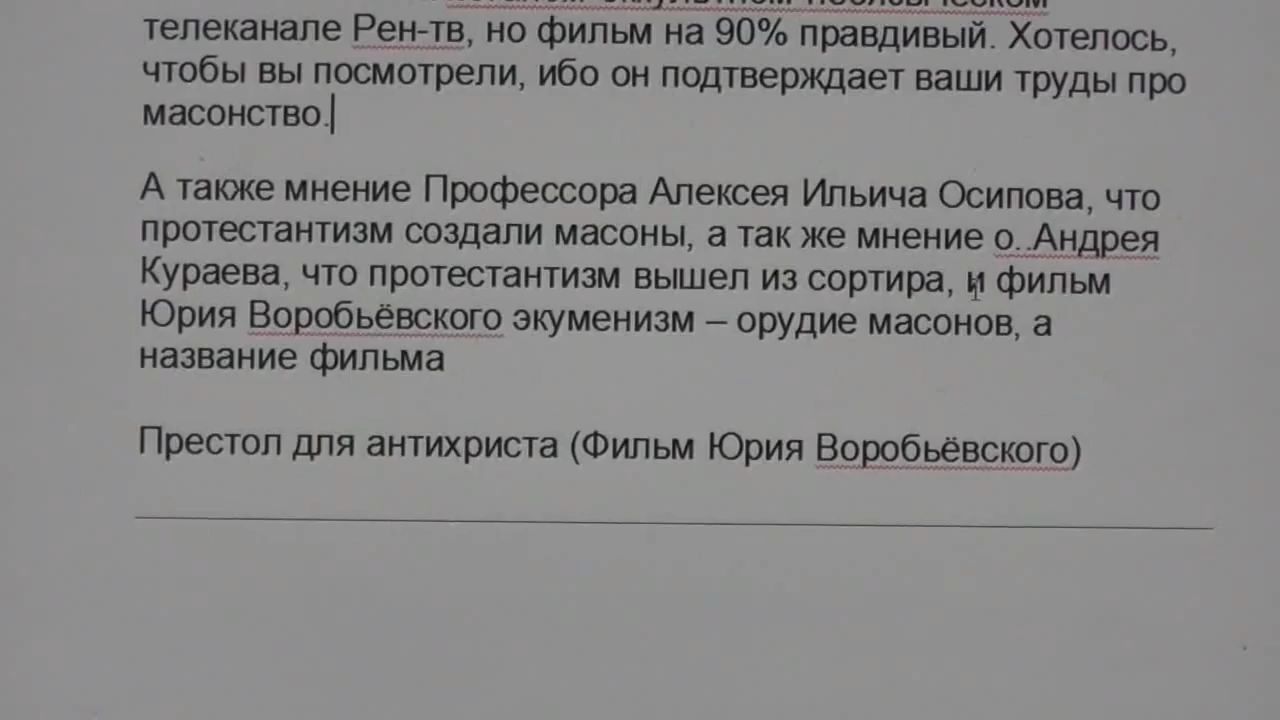 телеканале Рен-тв, но фильм на 90% правдивый. Хотелось,
чтобы вы посмотрели, ибо он подтверждает ваши труды про
масонство.
А также мнение Профессора Алексея Ильича Осипова, что
протестантизм создали масоны, а так же мнение о..Андрея
Кураева, что протестантизм вышел из сортира, и фильм
Юрия Воробьёвского экуменизм – орудие масонов, а
название фильма
Престол для антихриста (Фильм Юрия Воробьёвского)